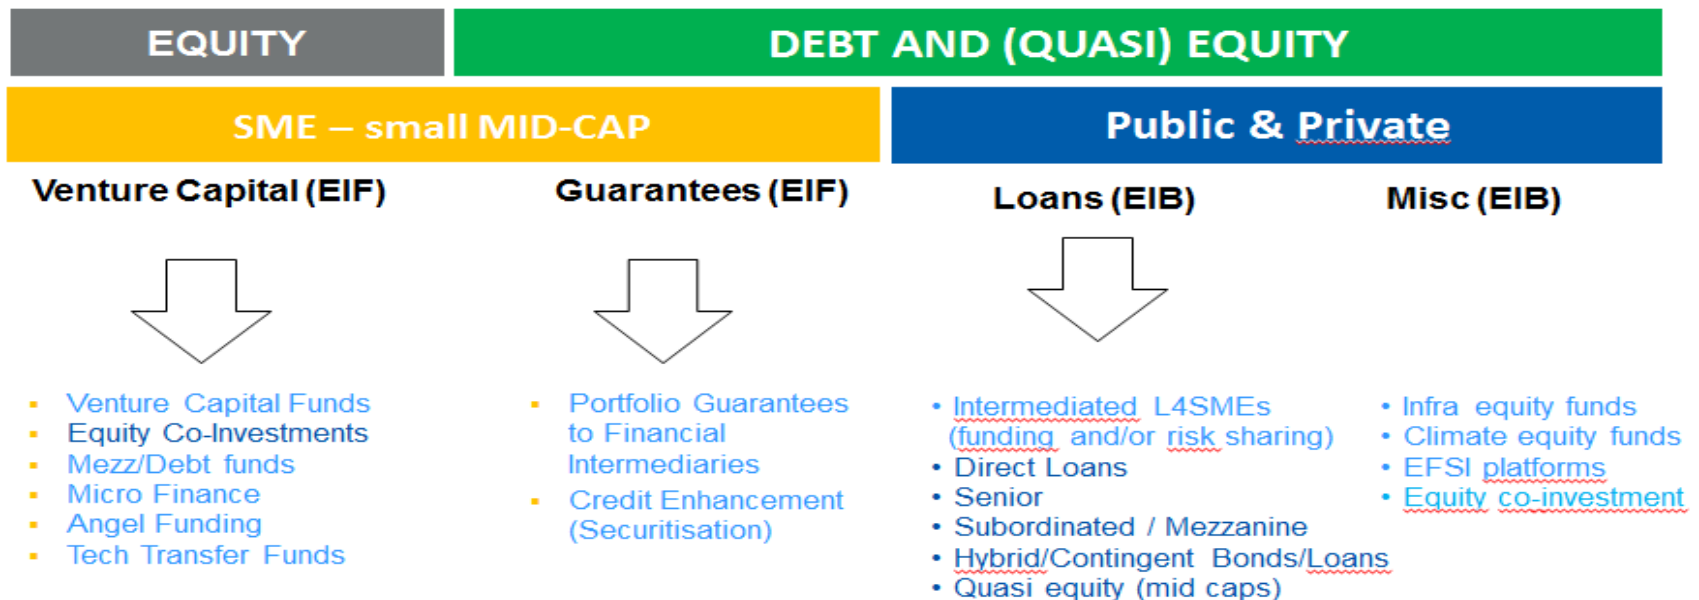 EQUITY
DEBT AND (QUASI) EQUITY
SME – small MID-CAP
Public & Private
Venture Capital (EIF)
Guarantees (EIF)
Loans (EIB)
Misc (EIB)
▪ Venture Capital Funds
▪ Equity Co-Investments
▪ Mezz/Debt funds
▪ Micro Finance
▪ Angel Funding
▪ Tech Transfer Funds
▪ Portfolio Guarantees
to Financial
Intermediaries
▪ Credit Enhancement
(Securitisation)
• Intermediated L4SMEs
(funding and/or risk sharing)
• Direct Loans
• Senior
• Subordinated / Mezzanine
• Hybrid/Contingent Bonds/Loans
• Quasi equity (mid caps)
• Infra equity funds
• Climate equity funds
• EFSI platforms
• Equity co-investment